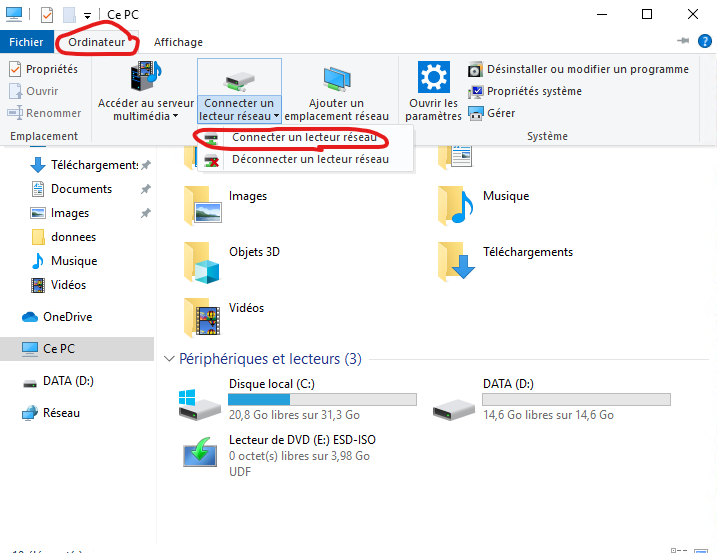 Ce PC
Fichier
Ordinateur
Affichage
Propriétés
Ouvrir
Renommer
Emplacement
Accéder au serveur
multimédia
Connecter un
lecteur réseau
Ajouter un
emplacement réseau
Ouvrir les
paramètres
Désinstaller ou modifier un programme
Propriétés système
Gérer
Système
Connecter un lecteur réseau
Déconnecter un lecteur réseau
Téléchargements
Documents
Images
donnees
Musique
Vidéos
OneDrive
Ce PC
DATA (D:)
Réseau
Images
Musique
Objets 3D
Téléchargements
Vidéos
Périphériques et lecteurs (3)
Disque local (C:)
20,8 Go libres sur 31,3 Go
DATA (D:)
14,6 Go libres sur 14,6 Go
Lecteur de DVD (E:) ESD-ISO
0 octet(s) libres sur 3,98 Go
UDF